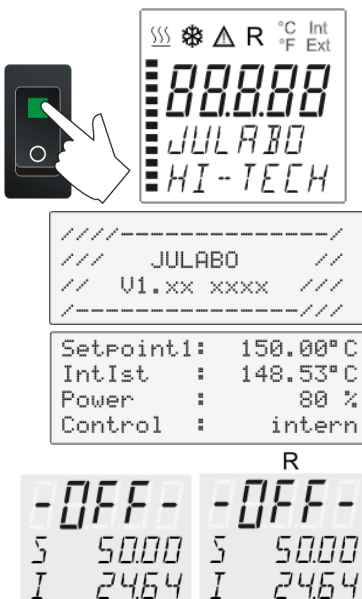 R °C Int
°F Ext
88.8.8.8
JULABO
HI-TECH
////---------------/
/// JULABO //
// V1.xx xxxx ///
/---------------///
Setpoint1: 150.00°C
IntIst : 148.53°C
Power : 80 %
Control : intern
R
-OFF- -OFF-
S 50.00 S 50.00
I 24.64 I 24.64